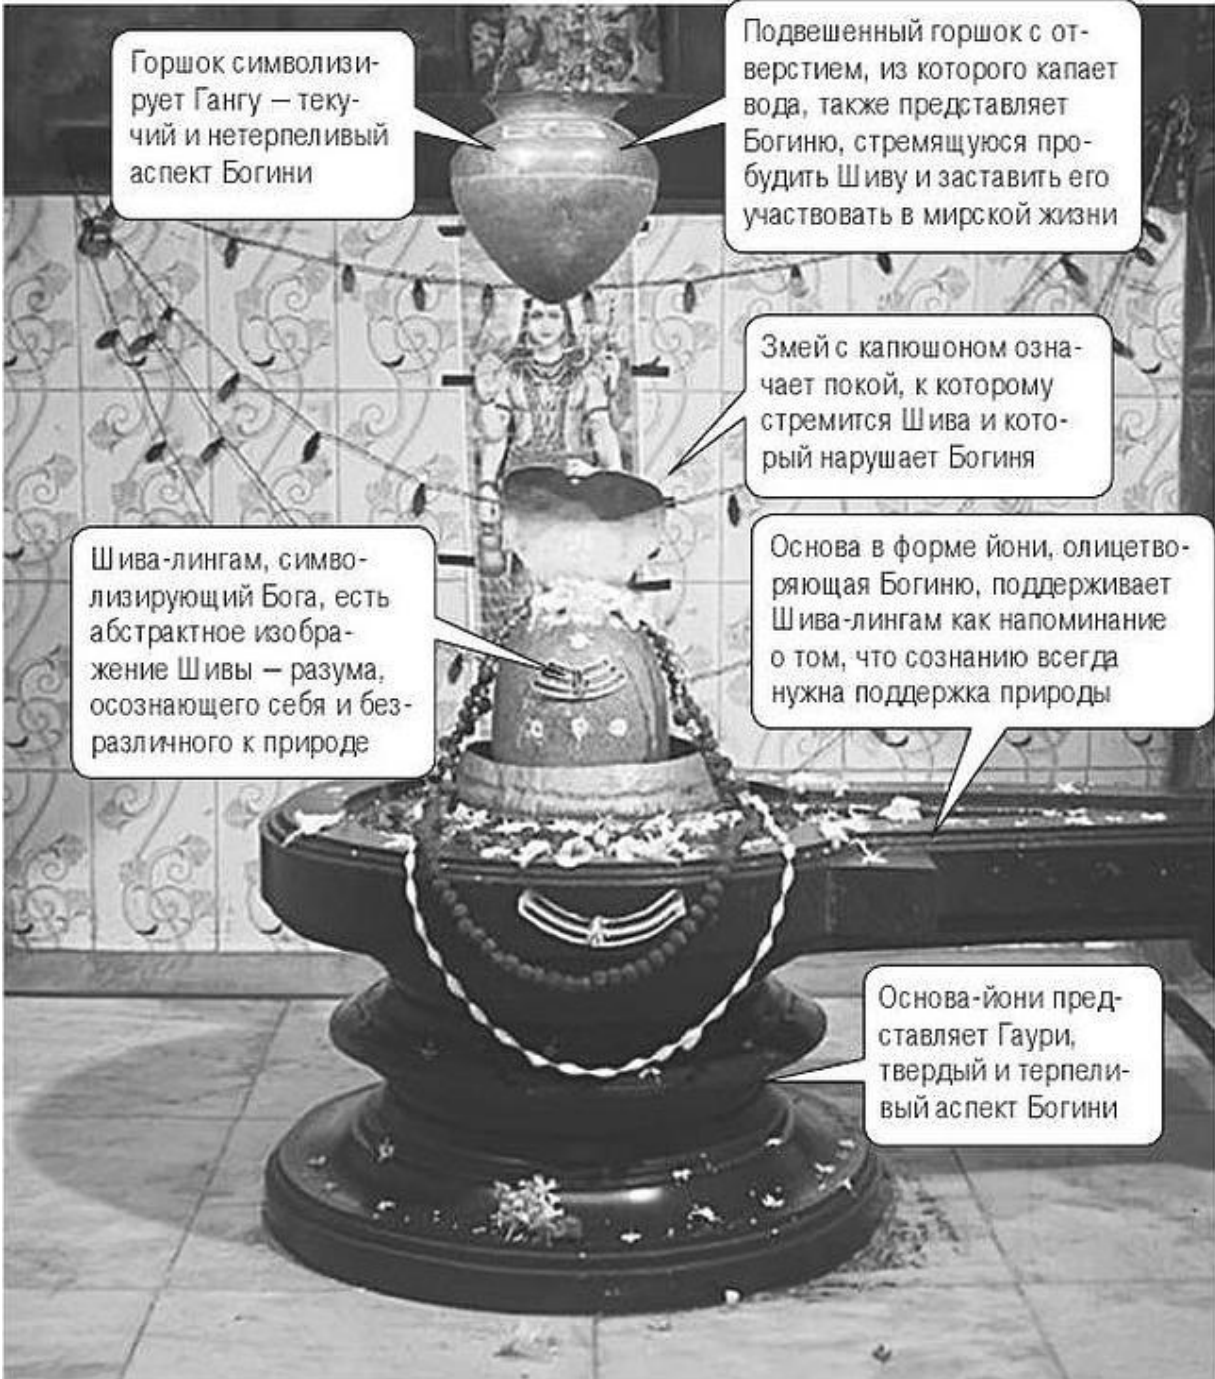 Горшок символизи-
рует Гангу — теку-
чий и нетерпеливый
аспект Богини
Подвешенный горшок с от-
верстием, из которого капает
вода, также представляет
Богиню, стремящуюся про-
будить Шиву и заставить его
участвовать в мирской жизни
Змей с капюшоном озна-
чает покой, к которому
стремится Шива и кото-
рый нарушает Богиня
Шива-лингам, симво-
лизирующий Бога, есть
абстрактное изобра-
жение Шивы — разума,
осознающего себя и без-
различного к природе
Основа в форме йони, олицетво-
ряющая Богиню, поддерживает
Шива-лингам как напоминание
о том, что сознанию всегда
нужна поддержка природы
Основа-йони пред-
ставляет Гаури,
твердый и терпели-
вый аспект Богини